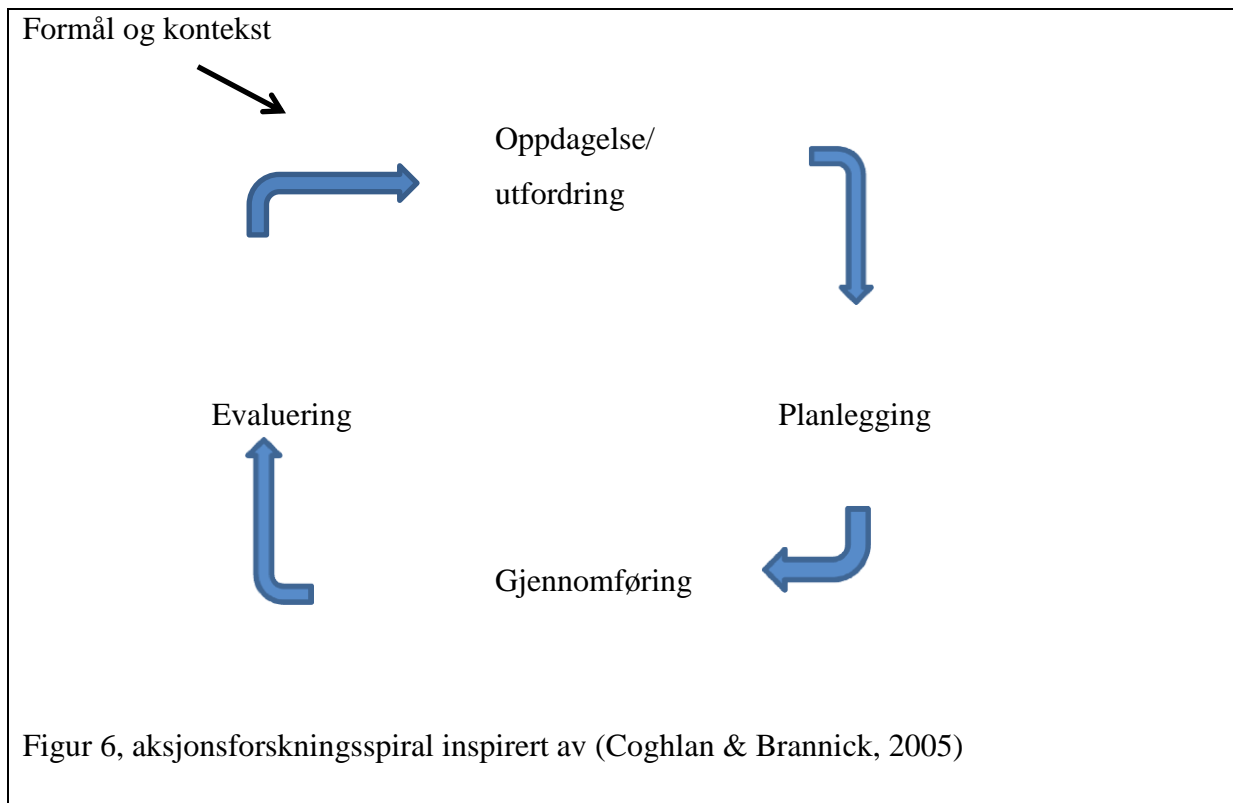 Formål og kontekst
Oppdagelse/
utfordring
Evaluering
Planlegging
Gjennomføring
Figur 6, aksjonsforskningsspiral inspirert av (Coghlan & Brannick, 2005)